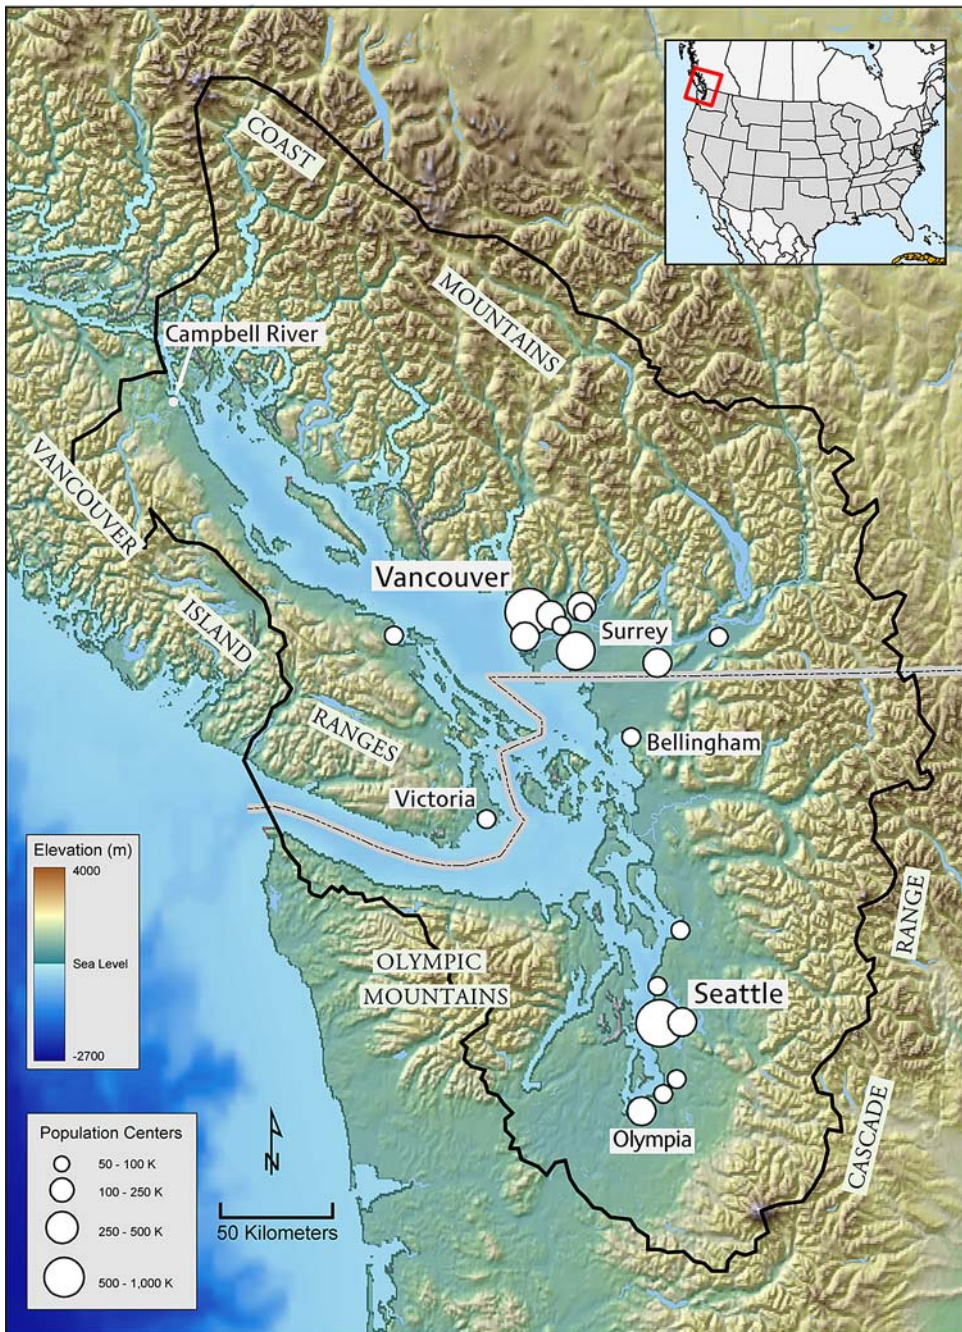 COAST
MOUNTAINS
Campbell River
VANCOUVER
ISLAND
RANGES
Vancouver
Surrey
Bellingham
Victoria
Elevation (m)
4000
Sea Level
-2700
OLYMPIC
MOUNTAINS
Seattle
RANGE
CASCADE
Olympia
Population Centers
50 - 100 K
100 - 250 K
250 - 500 K
500 - 1,000 K
N
50 Kilometers